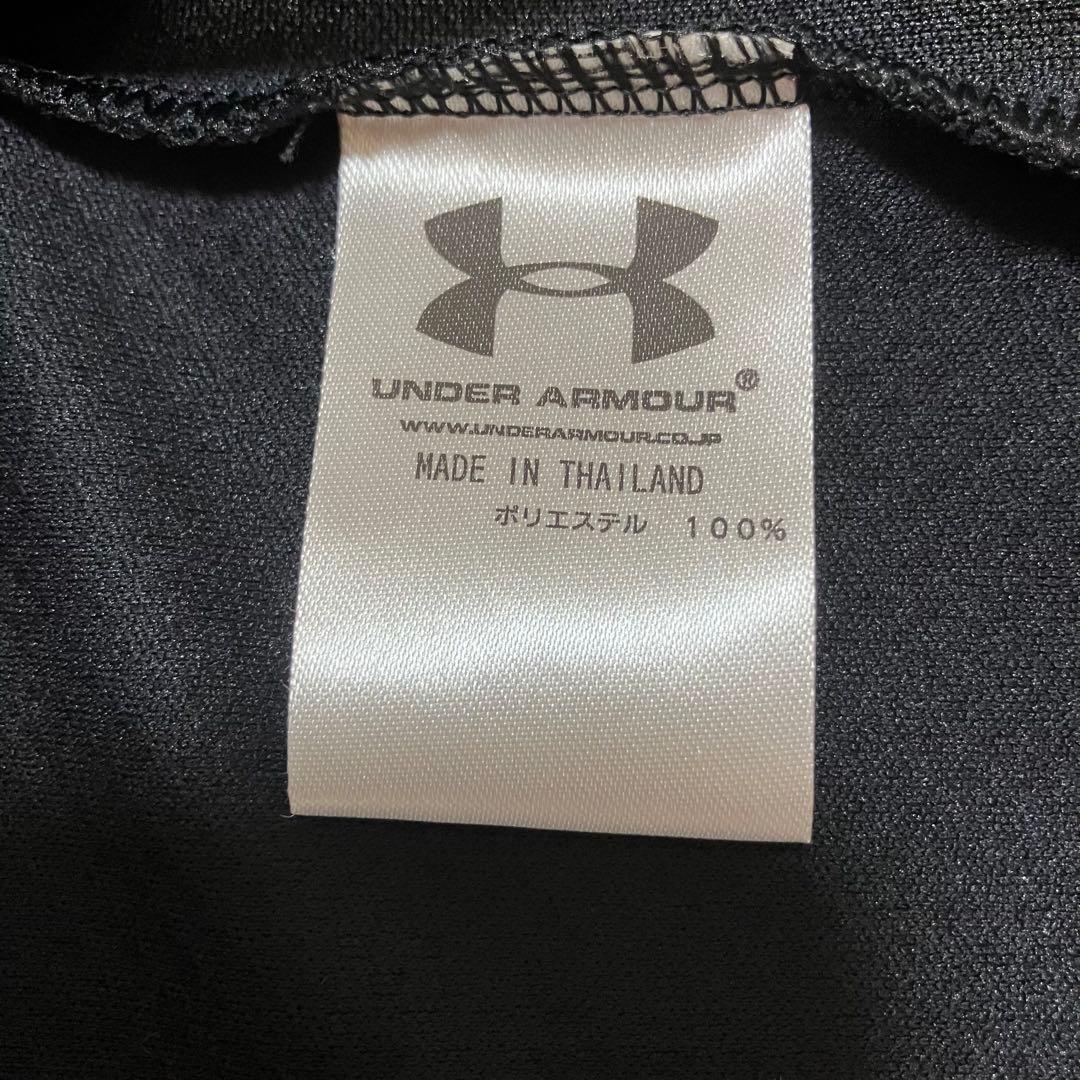 UNDER ARMOUR®
WWW.UNDERARMOUR.CO.JP
MADE IN THAILAND
ポリエステル 100%